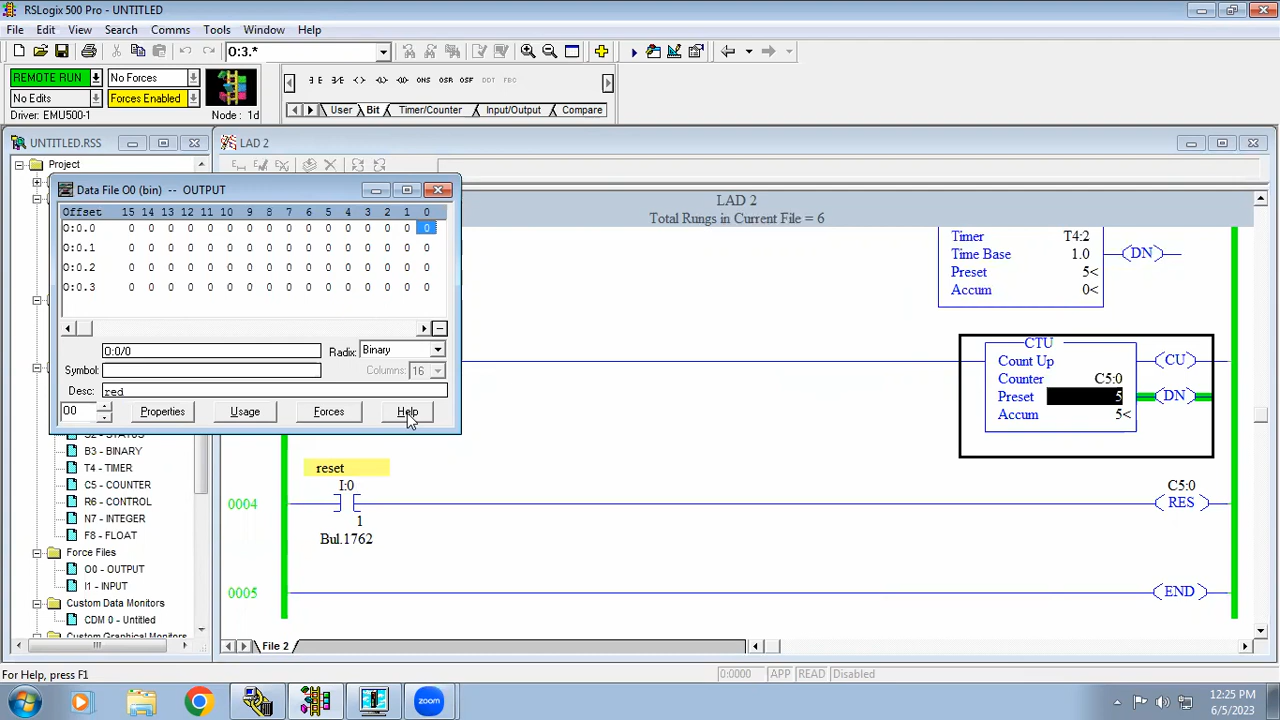 RSLogix 500 Pro - UNTITLED
File Edit View Search Comms Tools Window Help
O:3.*
REMOTE RUN No Forces
No Edits Forces Enabled
Driver: EMU500-1 Node : 1d
ONS OSR OSF DDT FBC
User Bit Timer/Counter Input/Output Compare
UNTITLED.RSS
Project
LAD 2
Data File O0 (bin) -- OUTPUT
Offset 15 14 13 12 11 10 9 8 7 6 5 4 3 2 1 0
O:0.0 0 0 0 0 0 0 0 0 0 0 0 0 0 0 0 0
O:0.1 0 0 0 0 0 0 0 0 0 0 0 0 0 0 0 0
O:0.2 0 0 0 0 0 0 0 0 0 0 0 0 0 0 0 0
O:0.3 0 0 0 0 0 0 0 0 0 0 0 0 0 0 0 0
O:0/0 Radix: Binary
Symbol: Columns: 16
Desc: red
O0 Properties Usage Forces Help
B3 - BINARY
T4 - TIMER
C5 - COUNTER
R6 - CONTROL
N7 - INTEGER
F8 - FLOAT
Force Files
O0 - OUTPUT
I1 - INPUT
Custom Data Monitors
CDM 0 - Untitled
Custom Graphical Monitors
LAD 2
Total Rungs in Current File = 6
Timer T4:2
Time Base 1.0 DN
Preset 5<
Accum 0<
CTU
Count Up CU
Counter C5:0
Preset 5 DN
Accum 5<
reset
I:0 C5:0
0004 RES
1
Bul.1762
0005 END
File 2
For Help, press F1
0:0000 APP READ Disabled
zoom
12:25 PM
6/5/2023